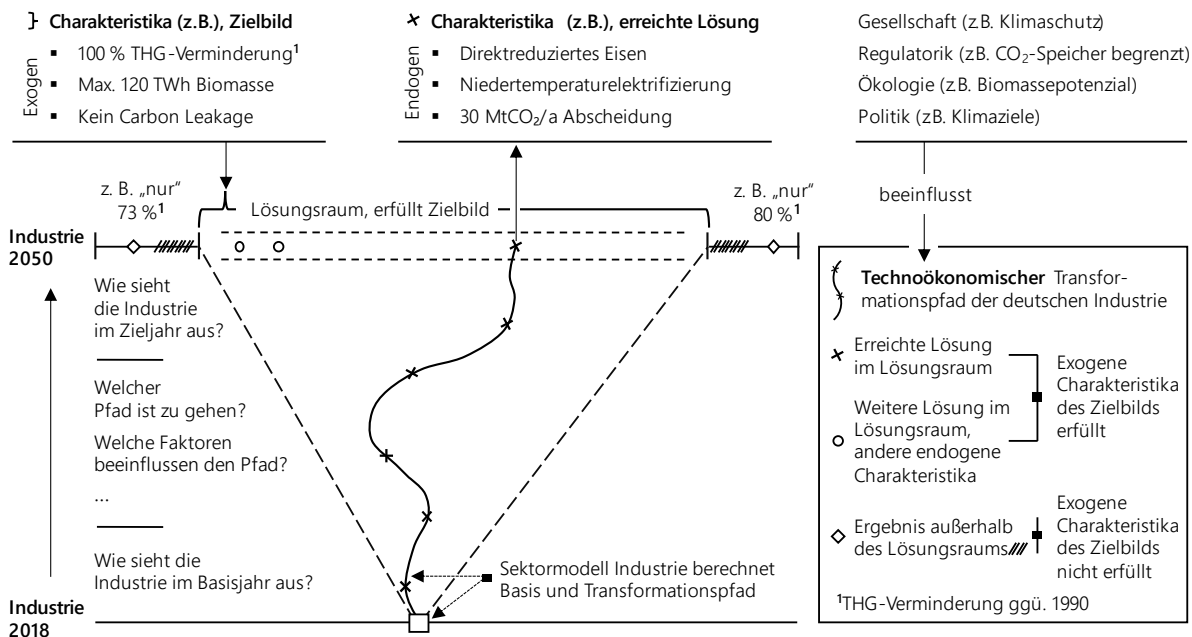 Exogen
Charakteristika (z.B.), Zielbild
100 % THG-Verminderung¹
Max. 120 TWh Biomasse
Kein Carbon Leakage
Endogen
Charakteristika (z.B.), erreichte Lösung
Direktreduziertes Eisen
Niedertemperaturelektrifizierung
30 MtCO₂/a Abscheidung
Gesellschaft (z.B. Klimaschutz)
Regulatorik (zB. CO₂-Speicher begrenzt)
Ökologie (z.B. Biomassepotenzial)
Politik (zB. Klimaziele)
beeinflusst
z. B. „nur"
73 %¹
Lösungsraum, erfüllt Zielbild
z. B. „nur"
80 %¹
Industrie
2050
Wie sieht
die Industrie
im Zieljahr aus?
Welcher
Pfad ist zu gehen?
Welche Faktoren
beeinflussen den Pfad?
...
Wie sieht die
Industrie im Basisjahr aus?
Sektormodell Industrie berechnet
Basis und Transformationspfad
Industrie
2018
Technoökonomischer Transfor-
mationspfad der deutschen Industrie
Erreichte Lösung
im Lösungsraum
Weitere Lösung im
Lösungsraum,
andere endogene
Charakteristika
Exogene
Charakteristika
des Zielbilds
erfüllt
Ergebnis außerhalb
des Lösungsraums
Exogene
Charakteristika
des Zielbilds
nicht erfüllt
¹THG-Verminderung ggü. 1990